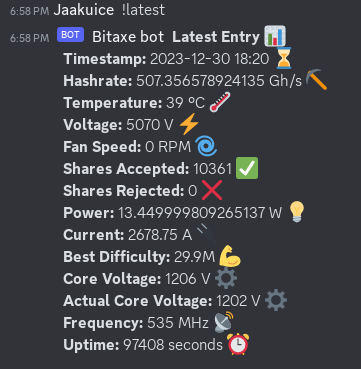 6:58 PM Jaakuice !latest
6:58 PM BOT Bitaxe bot Latest Entry 📊
Timestamp: 2023-12-30 18:20 ⏳
Hashrate: 507.356578924135 Gh/s ⛏️
Temperature: 39 ºC 🌡️
Voltage: 5070 V ⚡
Fan Speed: 0 RPM 🌀
Shares Accepted: 10361 ✅
Shares Rejected: 0 ❌
Power: 13.449999809265137 W 💡
Current: 2678.75 A 🔌
Best Difficulty: 29.9M 💪
Core Voltage: 1206 V ⚙️
Actual Core Voltage: 1202 V ⚙️
Frequency: 535 MHz 📡
Uptime: 97408 seconds ⏰